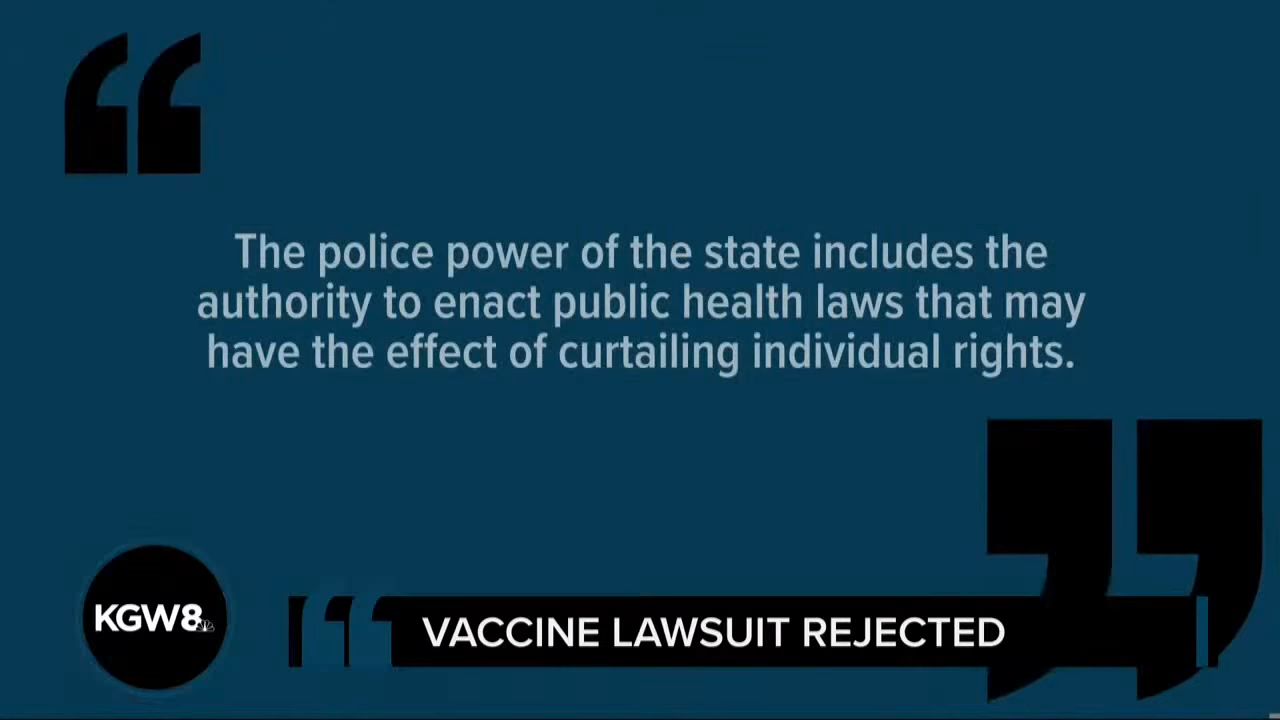 “
The police power of the state includes the
authority to enact public health laws that may
have the effect of curtailing individual rights.
”
KGW8
“ VACCINE LAWSUIT REJECTED